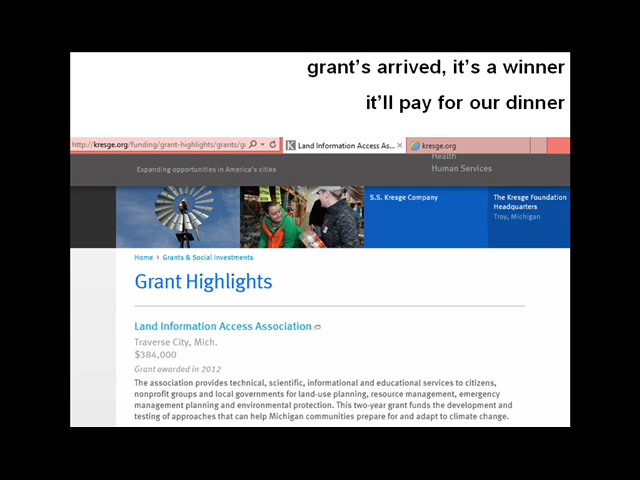 grant's arrived, it's a winner
it'll pay for our dinner
http://kresge.org/funding/grant-highlights/grants/g
Land Information Access As...
kresge.org
Health
Expanding opportunities in America's cities
Human Services
S.S. Kresge Company
The Kresge Foundation
Headquarters
Troy, Michigan
Home › Grants & Social Investments
Grant Highlights
Land Information Access Association
Traverse City, Mich.
$384,000
Grant awarded in 2012
The association provides technical, scientific, informational and educational services to citizens,
nonprofit groups and local governments for land-use planning, resource management, emergency
management planning and environmental protection. This two-year grant funds the development and
testing of approaches that can help Michigan communities prepare for and adapt to climate change.